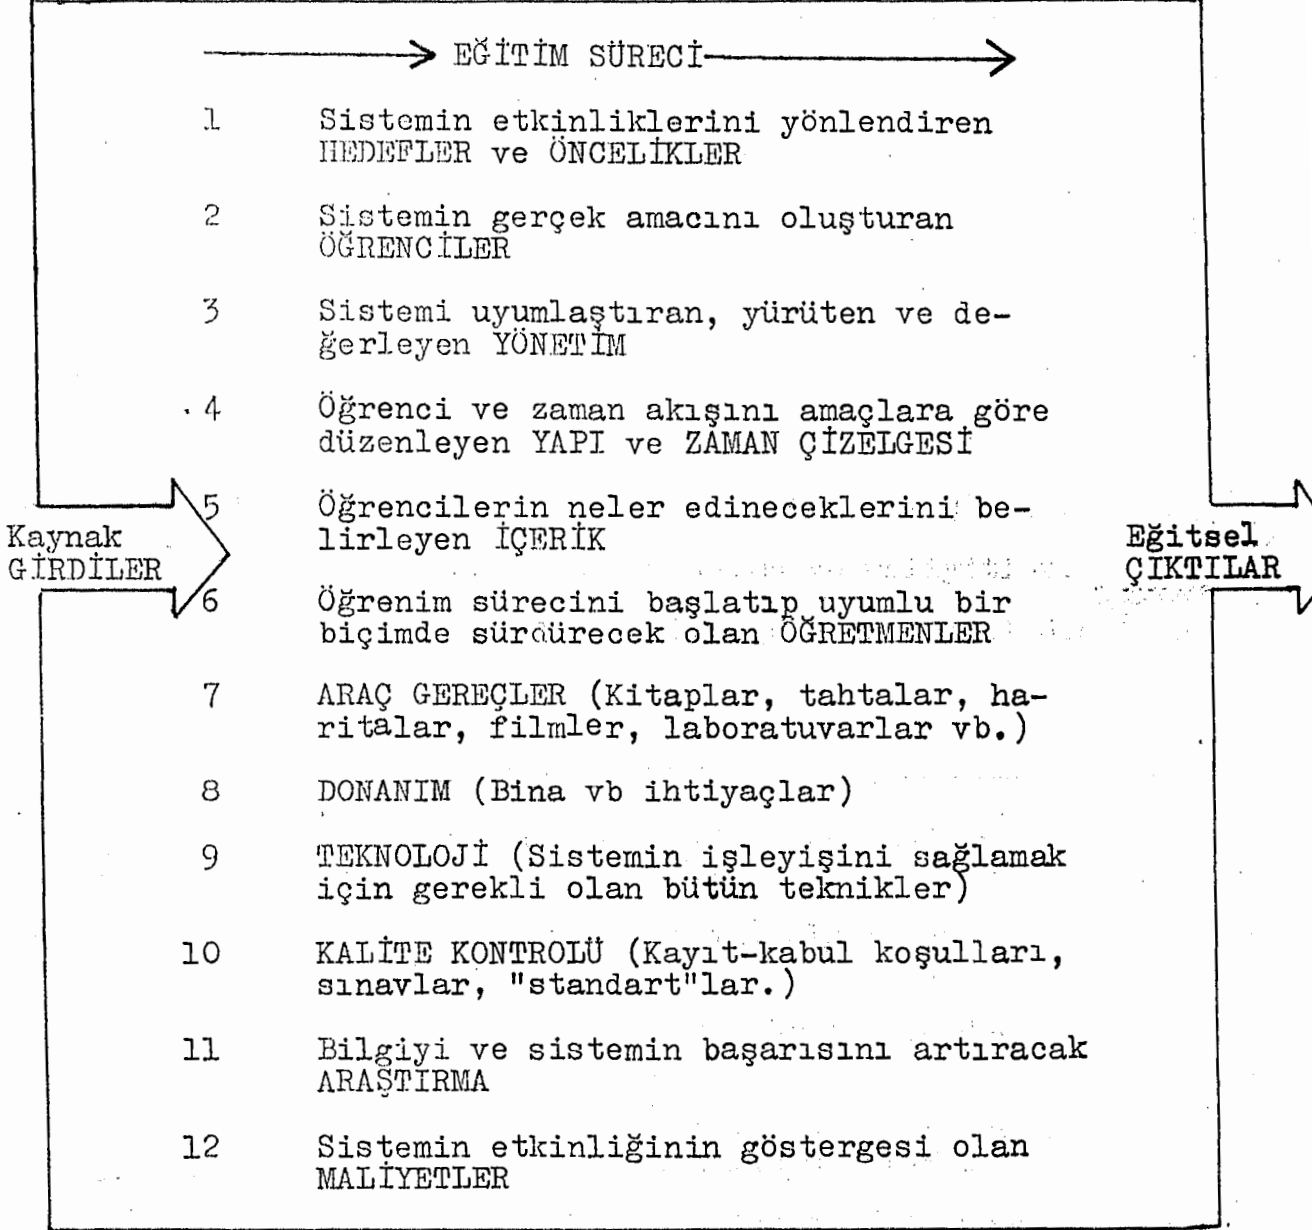 EĞİTİM SÜRECİ
1 Sistemin etkinliklerini yönlendiren
HEDEFLER ve ÖNCELİKLER
2 Sistemin gerçek amacını oluşturan
ÖĞRENCİLER
3 Sistemi uyumlaştıran, yürüten ve de-
ğerleyen YÖNETİM
4 Öğrenci ve zaman akışını amaçlara göre
düzenleyen YAPI ve ZAMAN ÇİZELGESİ
5 Öğrencilerin neler edineceklerini be-
lirleyen İÇERİK
Kaynak
GİRDİLER
Eğitsel
ÇIKTILAR
6 Öğrenim sürecini başlatıp uyumlu bir
biçimde sürdürecek olan ÖĞRETMENLER
7 ARAÇ GEREÇLER (Kitaplar, tahtalar, ha-
ritalar, filmler, laboratuvarlar vb.)
8 DONANIM (Bina vb ihtiyaçlar)
9 TEKNOLOJİ (Sistemin işleyişini sağlamak
için gerekli olan bütün teknikler)
10 KALİTE KONTROLÜ (Kayıt-kabul koşulları,
sınavlar, "standart"lar.)
11 Bilgiyi ve sistemin başarısını artıracak
ARAŞTIRMA
12 Sistemin etkinliğinin göstergesi olan
MALİYETLER